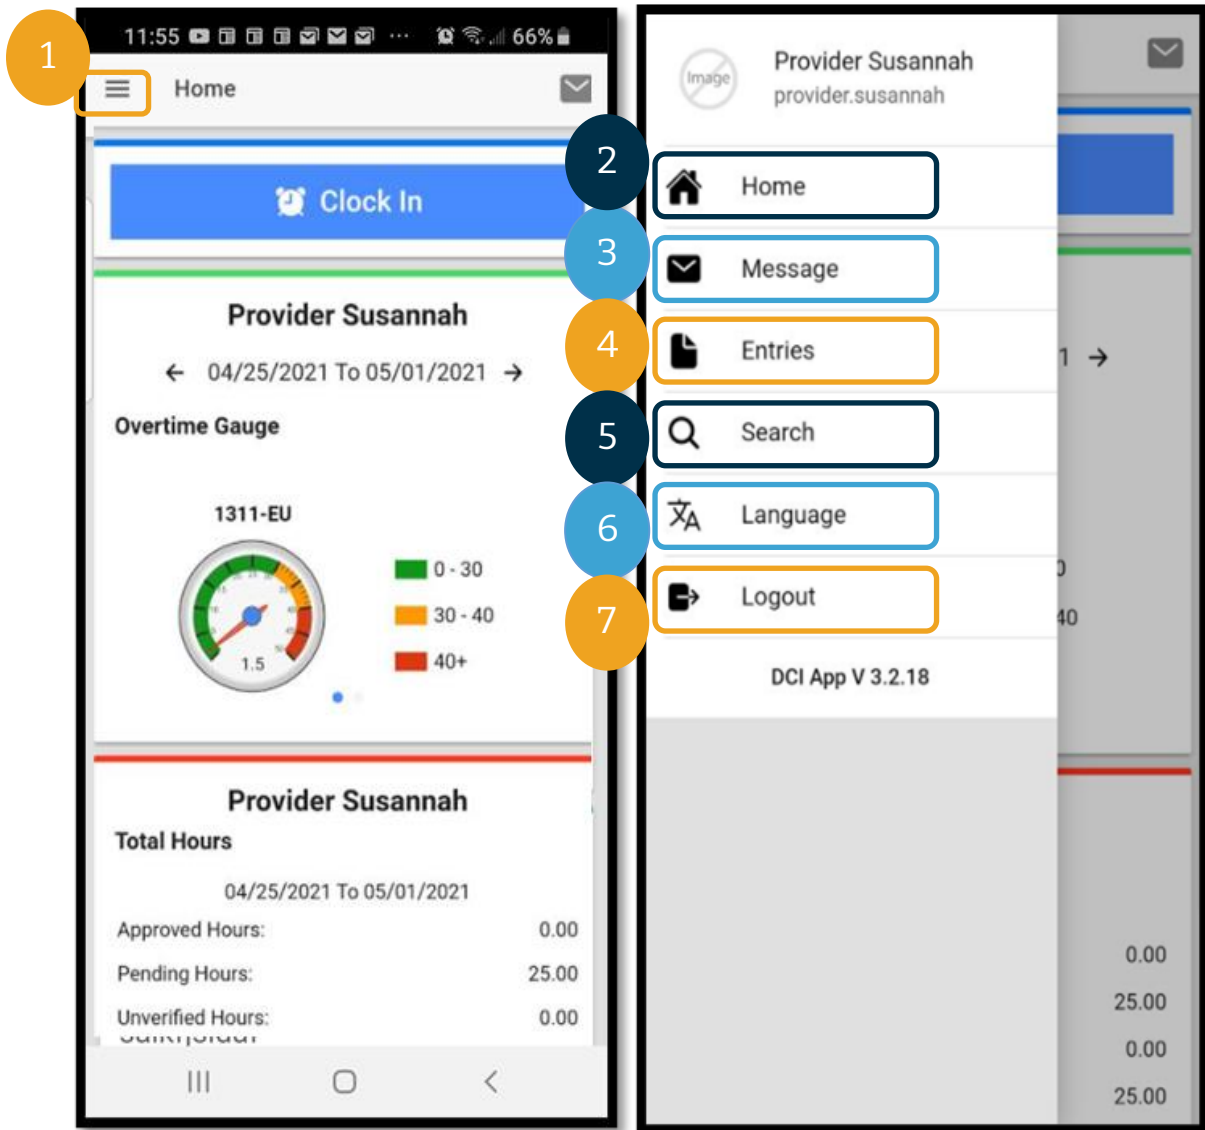 1
11:55 66%
Home
Clock In
Provider Susannah
← 04/25/2021 To 05/01/2021 →
Overtime Gauge
1311-EU
0 - 30
30 - 40
40+
1.5
Provider Susannah
Total Hours
04/25/2021 To 05/01/2021
Approved Hours: 0.00
Pending Hours: 25.00
Unverified Hours: 0.00
Image
Provider Susannah
provider.susannah
2 Home
3 Message
4 Entries
5 Search
6 Language
7 Logout
DCI App V 3.2.18
1 →
40
0.00
25.00
0.00
25.00